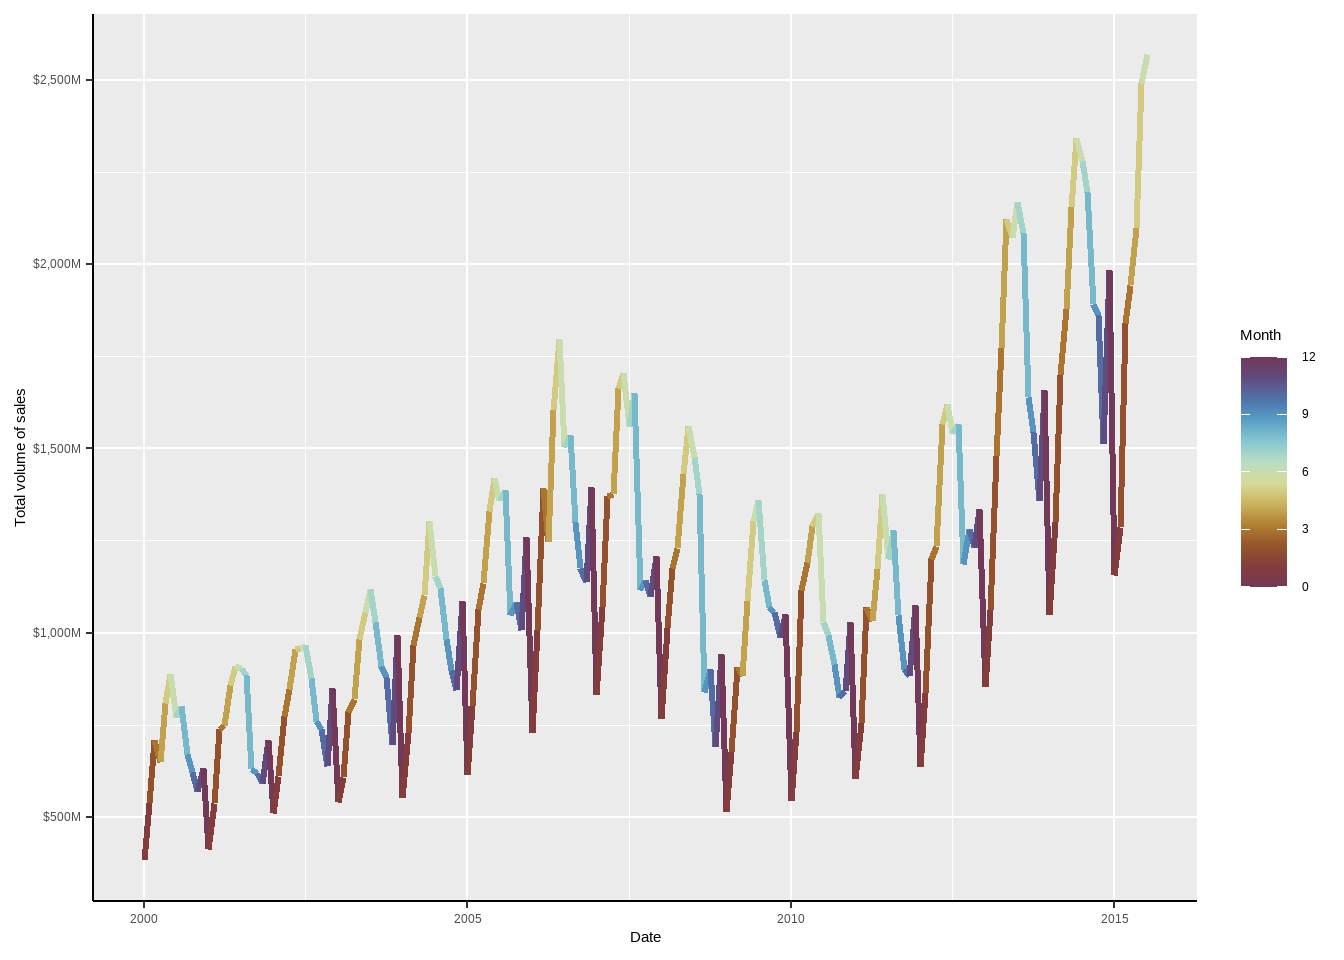 $2,500M
$2,000M
$1,500M
$1,000M
$500M
Total volume of sales
2000 2005 2010 2015
Date
Month
12
9
6
3
0